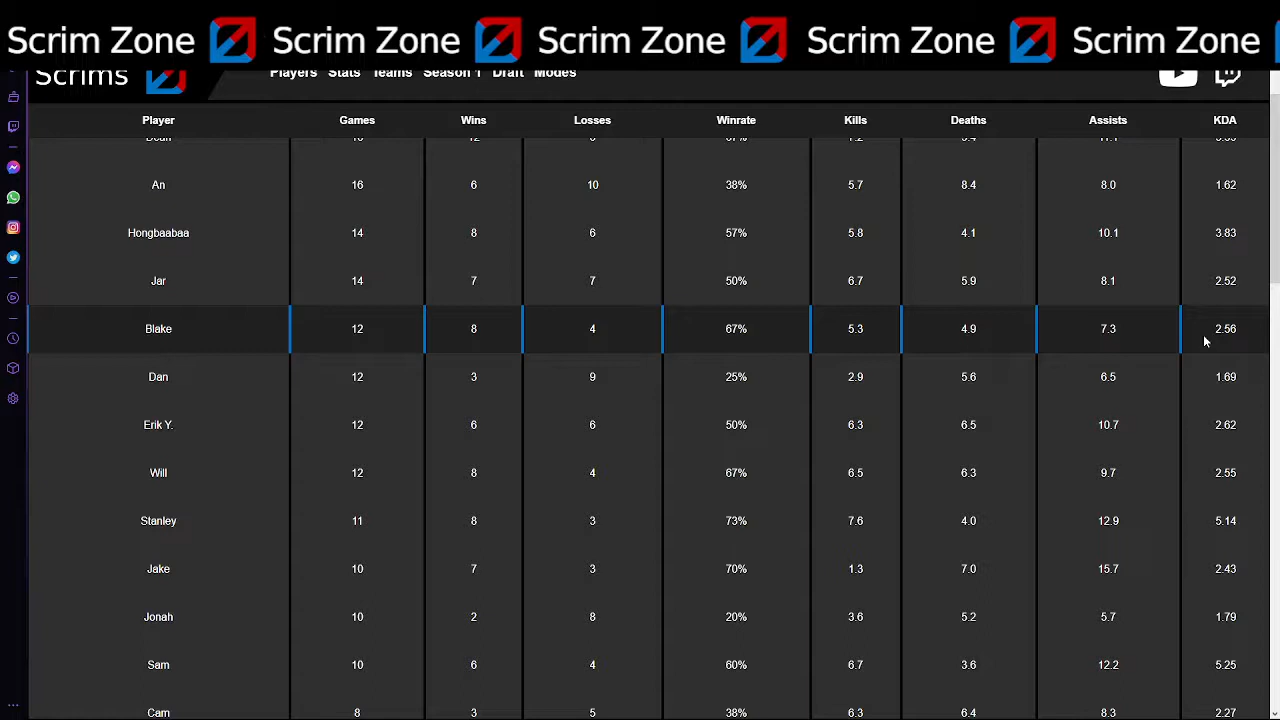 Scrim Zone Scrim Zone Scrim Zone Scrim Zone Scrim Zone
Scrims Players Stats Teams Season 1 Draft Modes
Player Games Wins Losses Winrate Kills Deaths Assists KDA
An 16 6 10 38% 5.7 8.4 8.0 1.62
Hongbaabaa 14 8 6 57% 5.8 4.1 10.1 3.83
Jar 14 7 7 50% 6.7 5.9 8.1 2.52
Blake 12 8 4 67% 5.3 4.9 7.3 2.56
Dan 12 3 9 25% 2.9 5.6 6.5 1.69
Erik Y. 12 6 6 50% 6.3 6.5 10.7 2.62
Will 12 8 4 67% 6.5 6.3 9.7 2.55
Stanley 11 8 3 73% 7.6 4.0 12.9 5.14
Jake 10 7 3 70% 1.3 7.0 15.7 2.43
Jonah 10 2 8 20% 3.6 5.2 5.7 1.79
Sam 10 6 4 60% 6.7 3.6 12.2 5.25
Cam 8 3 5 38% 6.3 6.4 8.3 2.27